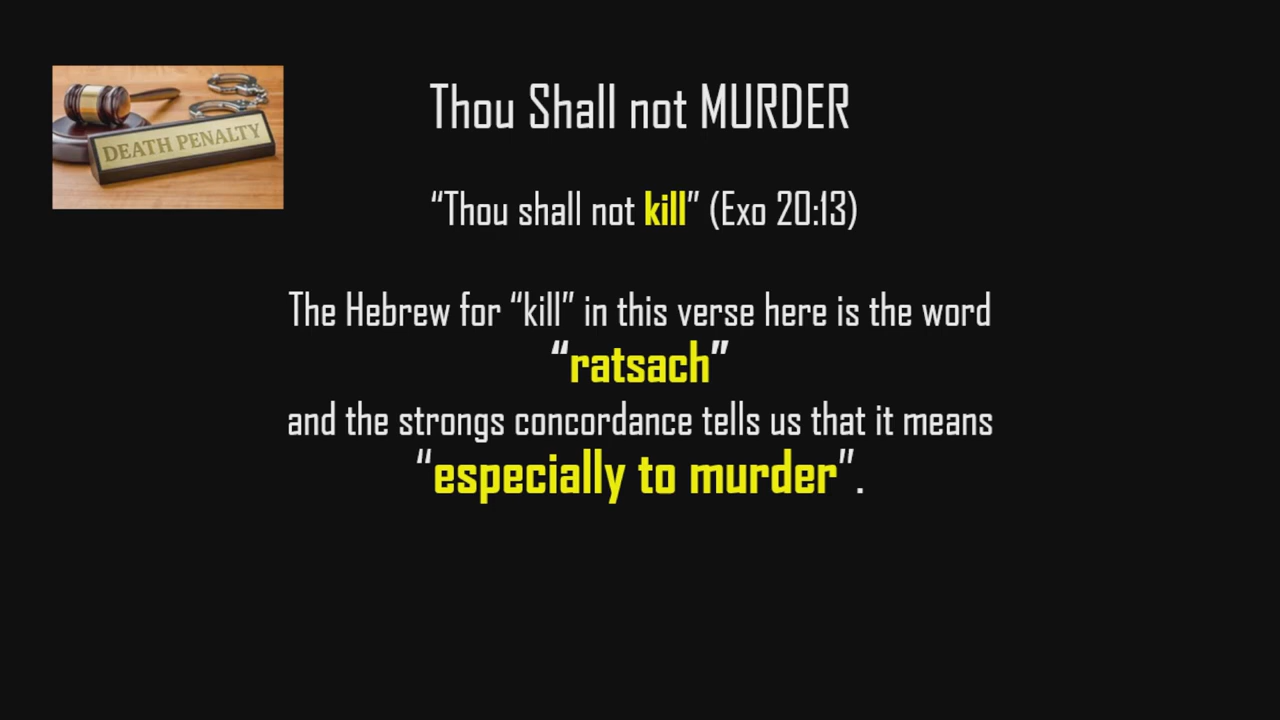 DEATH PENALTY
Thou Shall not MURDER
“Thou shall not kill” (Exo 20:13)
The Hebrew for “kill” in this verse here is the word
“ratsach”
and the strongs concordance tells us that it means
“especially to murder”.